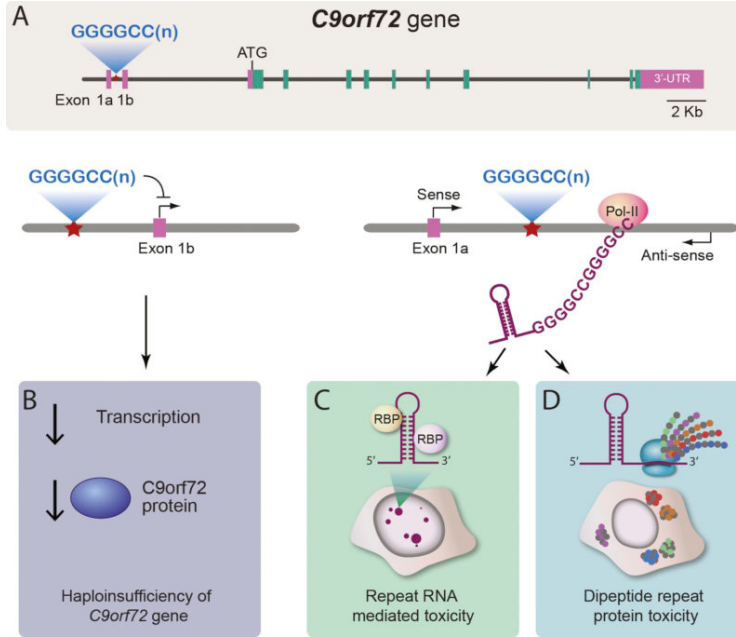 A
C9orf72 gene
GGGGCC(n)
ATG
3'-UTR
Exon 1a 1b
2 Kb
GGGGCC(n)
Exon 1b
GGGGCC(n)
Sense
Pol-II
Exon 1a
Anti-sense
GGGGCCGGGGCC
B
Transcription
C9orf72
protein
Haploinsufficiency of
C9orf72 gene
C
RBP
RBP
5' 3'
Repeat RNA
mediated toxicity
D
5' 3'
Dipeptide repeat
protein toxicity